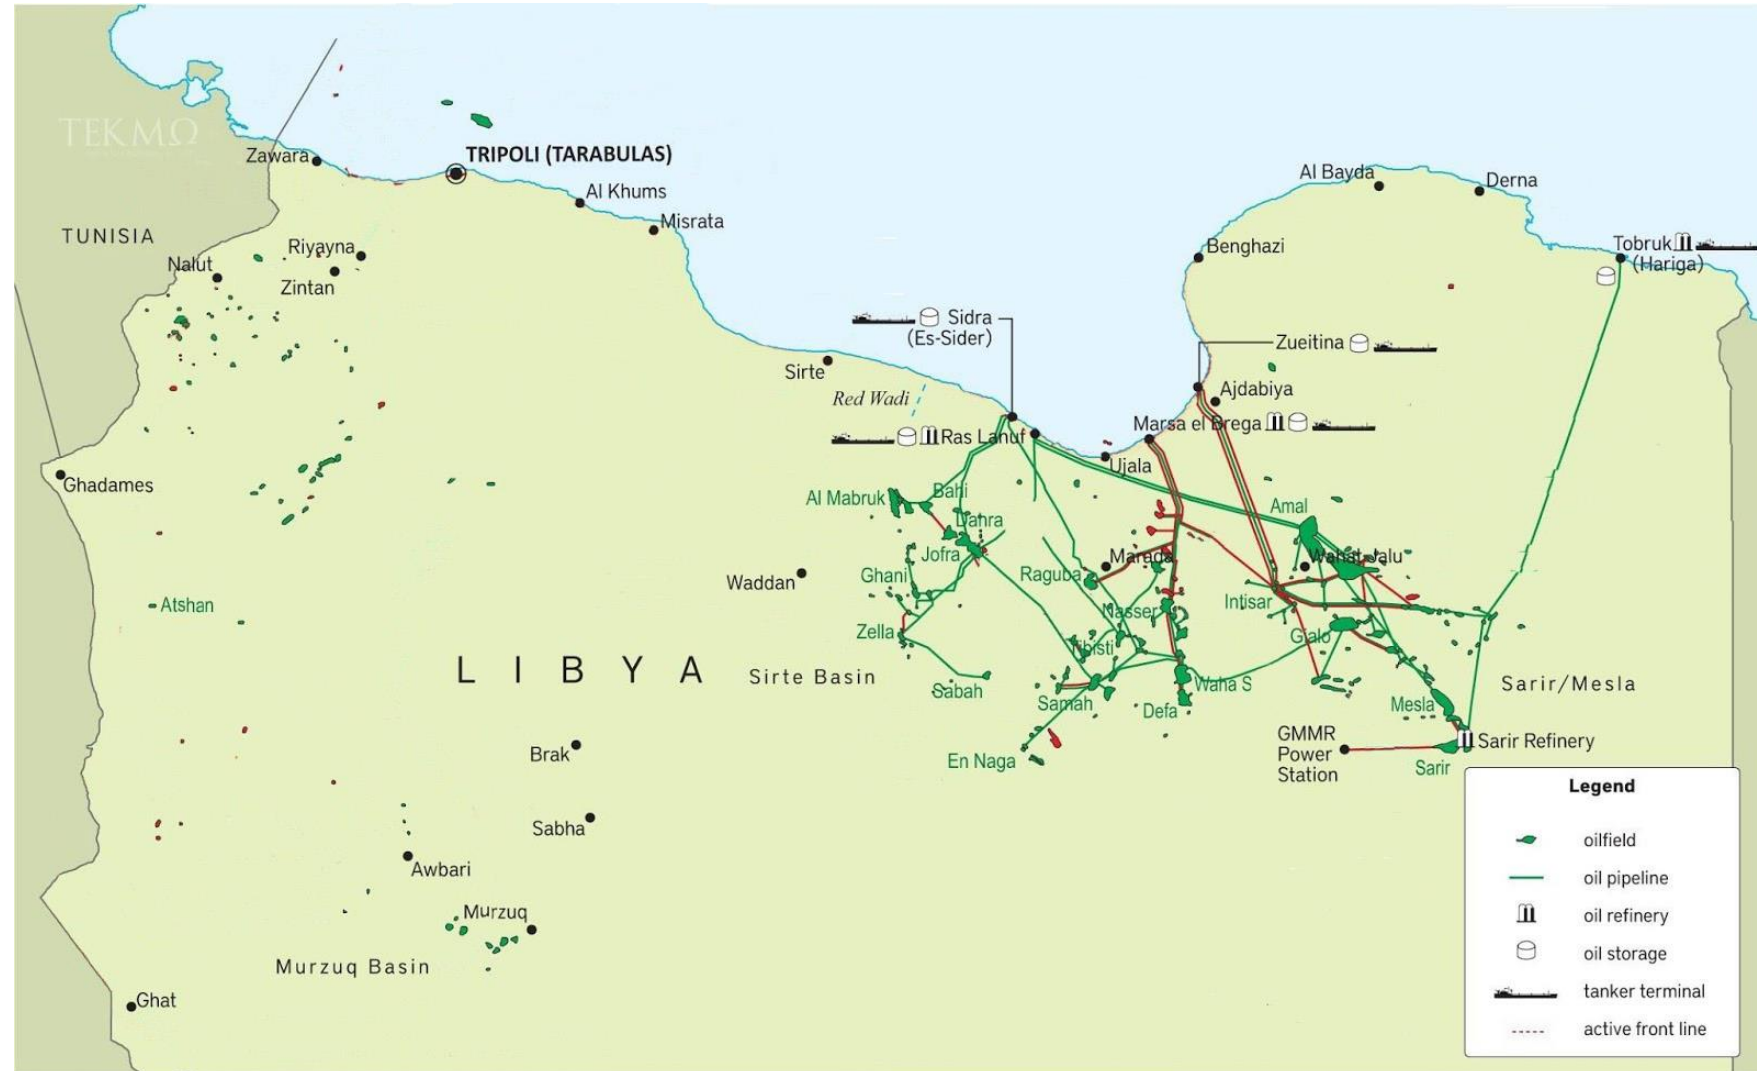 TEKMΩ
Zawara
TRIPOLI (TARABULAS)
Al Khums
Misrata
TUNISIA
Riyayna
Nalut
Zintan
Al Bayda
Derna
Benghazi
Tobruk
(Hariga)
Sidra
(Es-Sider)
Zueitina
Sirte
Red Wadi
Ajdabiya
Marsa el Brega
Ras Lanuf
Ujala
Ghadames
Al Mabruk
Bahi
Dahra
Amal
Jofra
Marada
Wahat Jalu
Waddan
Ghani
Raguba
Atshan
Nasser
Intisar
Zella
Gialo
Tibisti
LIBYA
Sirte Basin
Sabah
Samah
Waha S
Defa
Mesla
Sarir/Mesla
GMMR
Power
Station
Sarir Refinery
Brak
En Naga
Sarir
Sabha
Awbari
Murzuq
Murzuq Basin
Ghat
Legend
oilfield
oil pipeline
oil refinery
oil storage
tanker terminal
active front line